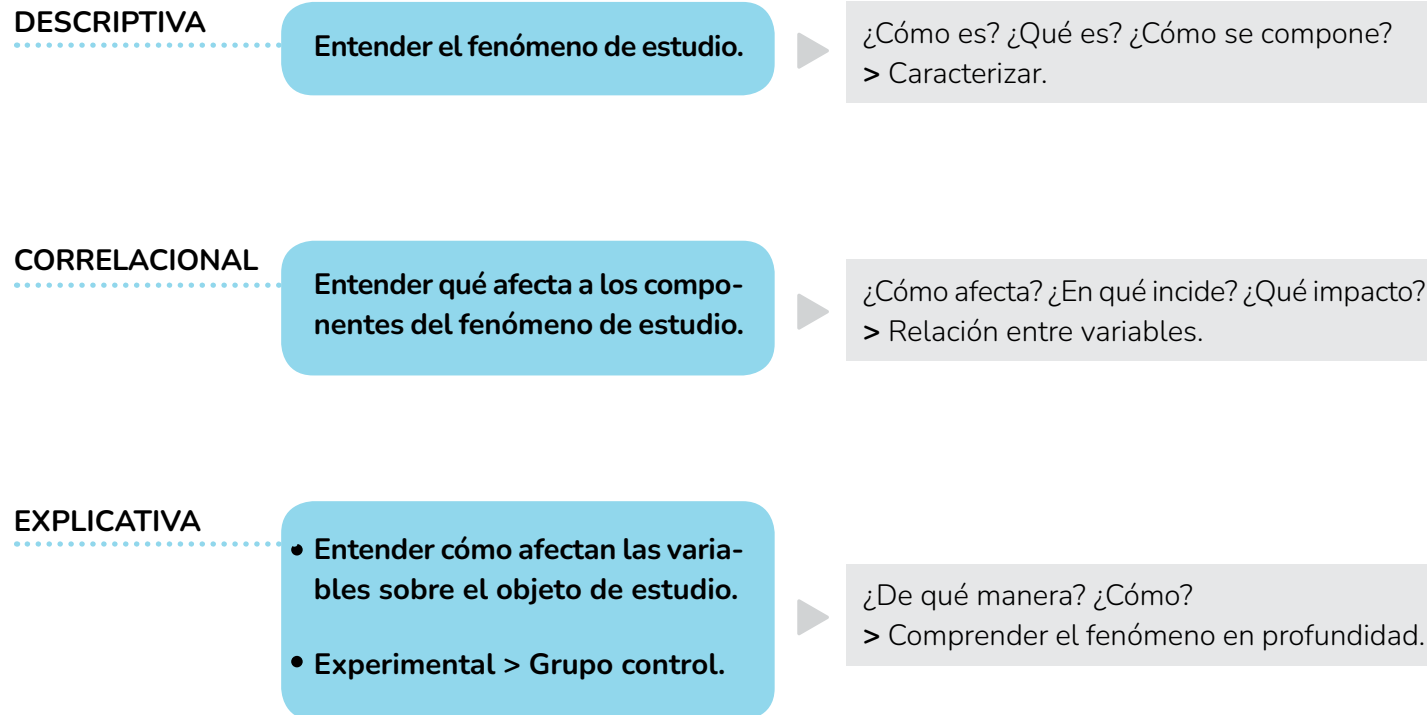 DESCRIPTIVA
Entender el fenómeno de estudio.
¿Cómo es? ¿Qué es? ¿Cómo se compone?
> Caracterizar.
CORRELACIONAL
Entender qué afecta a los compo-
nentes del fenómeno de estudio.
¿Cómo afecta? ¿En qué incide? ¿Qué impacto?
> Relación entre variables.
EXPLICATIVA
• Entender cómo afectan las varia-
bles sobre el objeto de estudio.
• Experimental > Grupo control.
¿De qué manera? ¿Cómo?
> Comprender el fenómeno en profundidad.